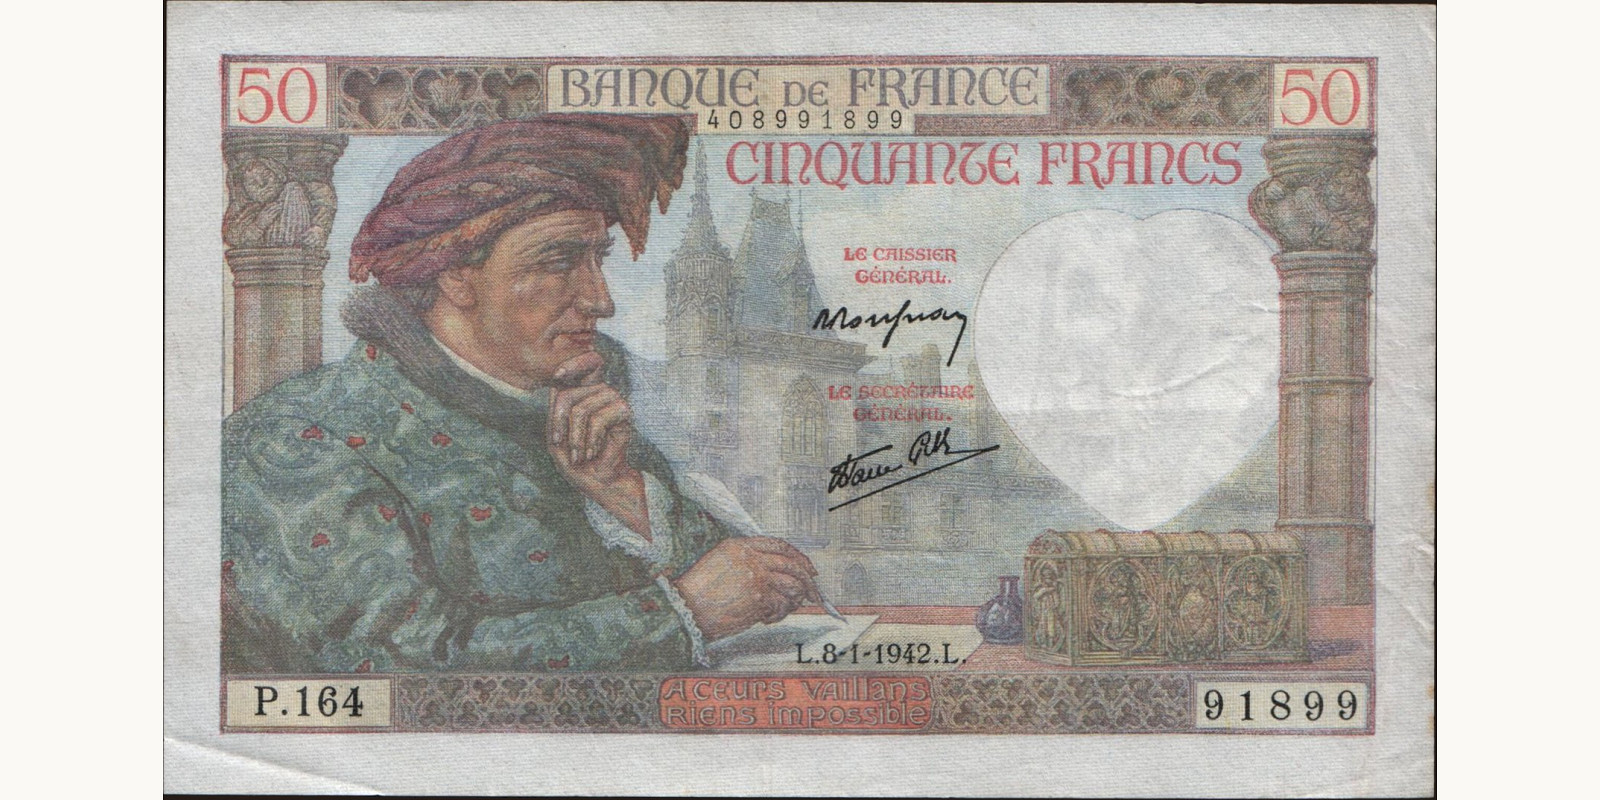 50 BANQUE DE FRANCE 50
408991899
CINQUANTE FRANCS
LE CAISSIER
GÉNÉRAL.
LE SECRÉTAIRE
GÉNÉRAL.
L.8-1-1942.L.
P.164
A CEURS VAILLANS
RIENS IMPOSSIBLE
91899